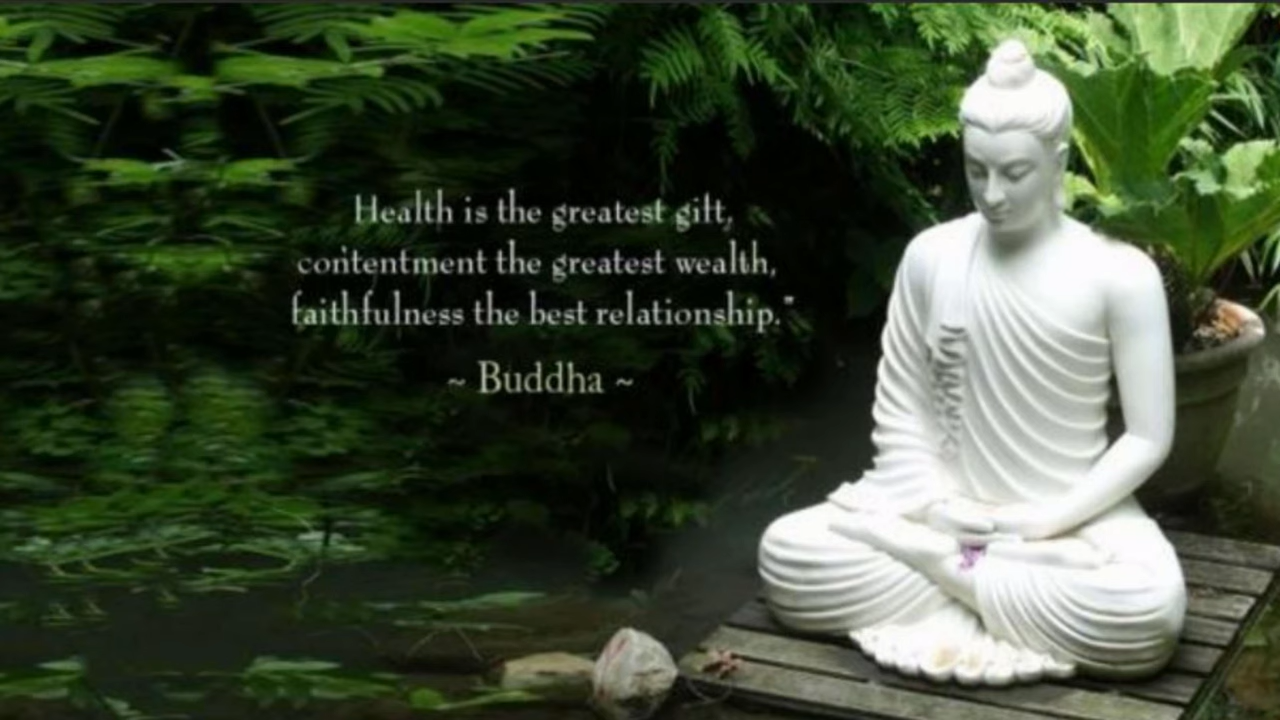 Health is the greatest gift,
contentment the greatest wealth,
faithfulness the best relationship."
~ Buddha ~